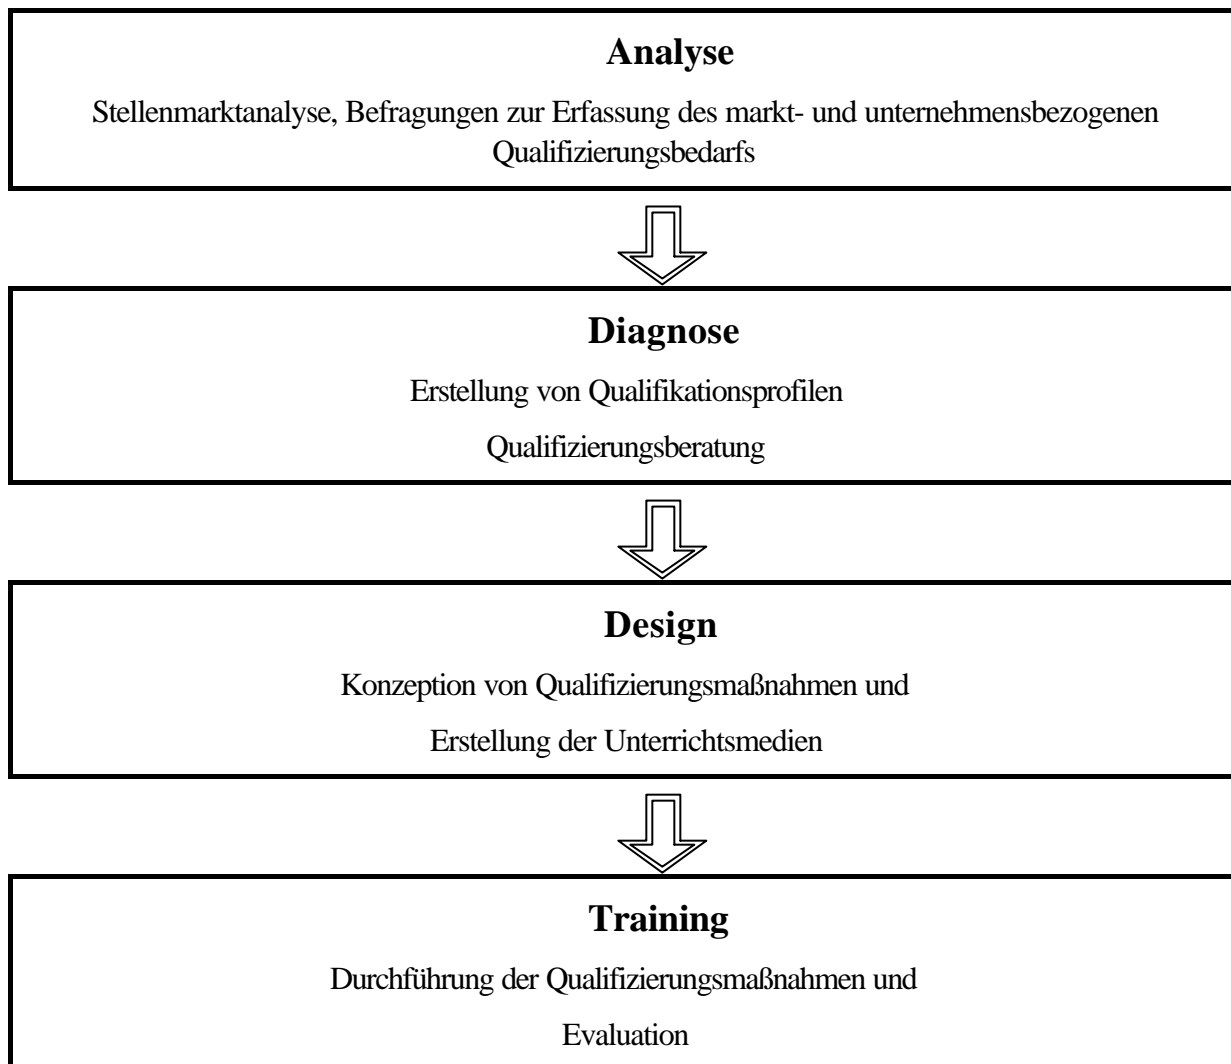 Analyse
Stellenmarktanalyse, Befragungen zur Erfassung des markt- und unternehmensbezogenen
Qualifizierungsbedarfs
Diagnose
Erstellung von Qualifikationsprofilen
Qualifizierungsberatung
Design
Konzeption von Qualifizierungsmaßnahmen und
Erstellung der Unterrichtsmedien
Training
Durchführung der Qualifizierungsmaßnahmen und
Evaluation